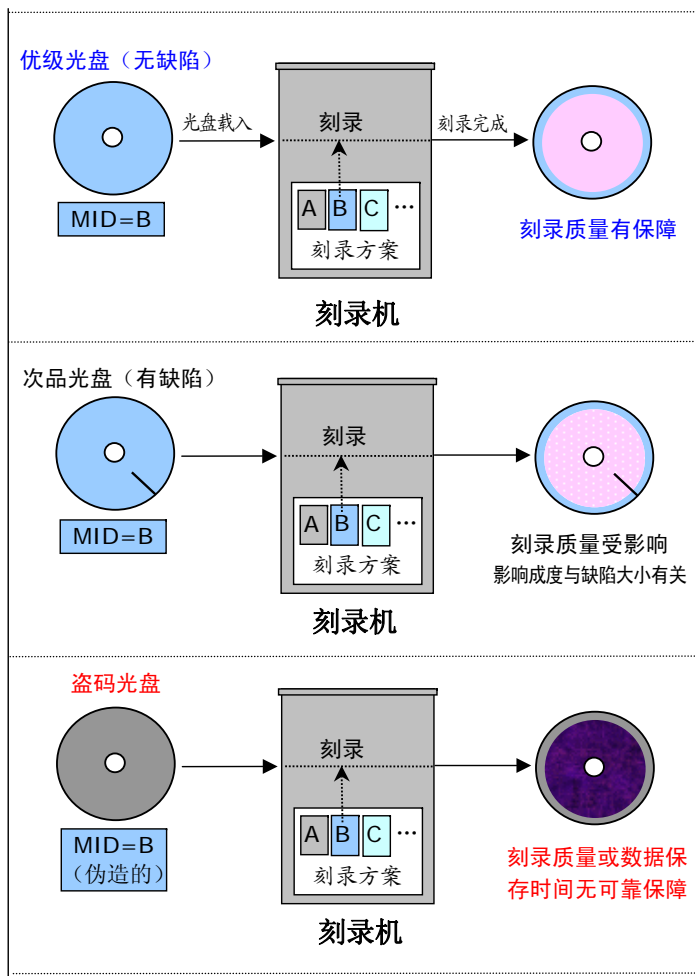 优级光盘（无缺陷）
光盘载入
刻录
刻录完成
MID=B
A B C ···
刻录方案
刻录质量有保障
刻录机
次品光盘（有缺陷）
刻录
MID=B
A B C ···
刻录方案
刻录质量受影响
影响成度与缺陷大小有关
刻录机
盗码光盘
刻录
MID=B
（伪造的）
A B C ···
刻录方案
刻录质量或数据保
存时间无可靠保障
刻录机